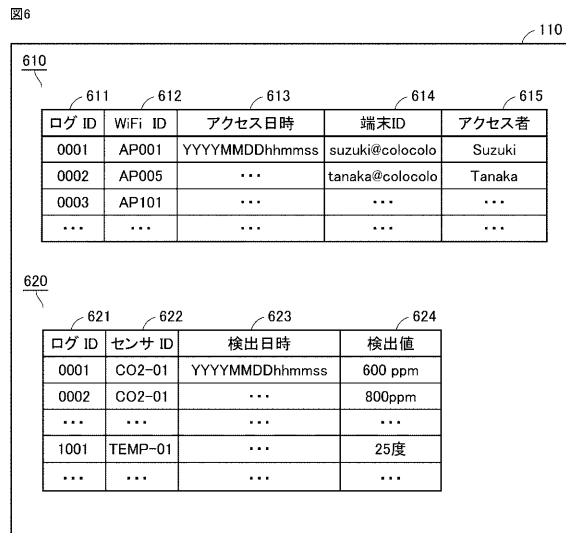 図6
110
610
611 612 613 614 615
ログ ID WiFi ID アクセス日時 端末ID アクセス者
0001 AP001 YYYYMMDDhhmmss suzuki@colocolo Suzuki
0002 AP005 ・・・ tanaka@colocolo Tanaka
0003 AP101 ・・・ ・・・ ・・・
・・・ ・・・ ・・・ ・・・ ・・・
620
621 622 623 624
ログ ID センサ ID 検出日時 検出値
0001 CO2-01 YYYYMMDDhhmmss 600 ppm
0002 CO2-01 ・・・ 800ppm
・・・ ・・・ ・・・ ・・・
1001 TEMP-01 ・・・ 25度
・・・ ・・・ ・・・ ・・・